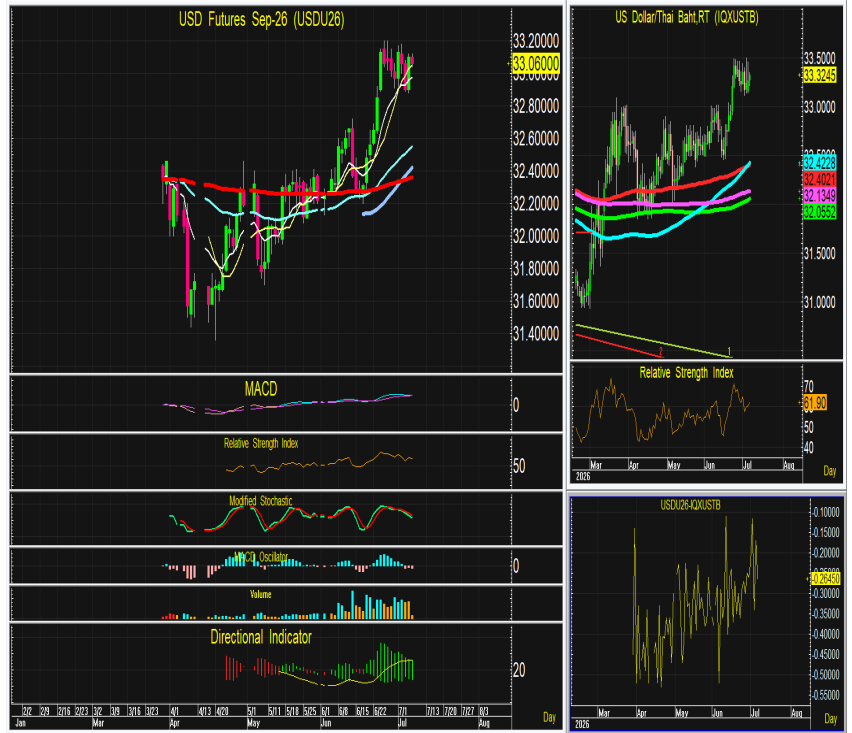 USD Futures Sep-26 (USDU26)
33.20000
33.06000
32.80000
32.60000
32.40000
32.20000
32.00000
31.80000
31.60000
31.40000
MACD
0
Relative Strength Index
50
Modified Stochastic
MACD Oscillator
0
Volume
Directional Indicator
20
2/2 2/9 2/16 2/23 3/2 3/9 3/16 3/23 4/1 4/13 4/20 5/1 5/11 5/18 5/25 6/1 6/8 6/15 6/22 7/1 7/13 7/20 7/27 8/3
Jan Mar Apr May Jun Jul Aug
Day
US Dollar/Thai Baht,RT (IQXUSTB)
33.5000
33.3245
33.0000
32.4228
32.4021
32.1349
32.0552
31.5000
31.0000
2 1
Relative Strength Index
70
61.90
50
40
Mar Apr May Jun Jul Aug
2026
Day
USDU26-IQXUSTB
-0.10000
-0.15000
-0.20000
-0.26450
-0.30000
-0.35000
-0.40000
-0.45000
-0.50000
-0.55000
Mar Apr May Jun Jul Aug
2026
Day